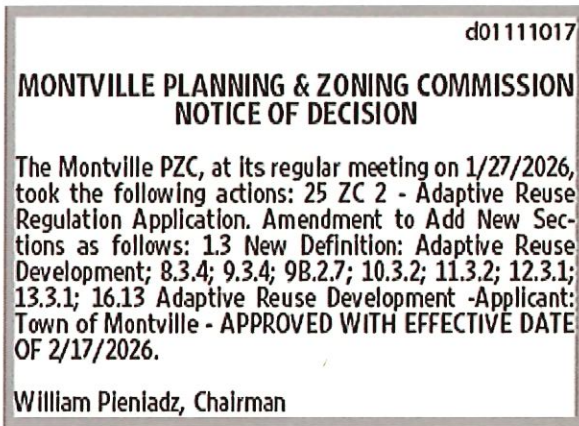 d01111017
MONTVILLE PLANNING & ZONING COMMISSION
NOTICE OF DECISION
The Montville PZC, at its regular meeting on 1/27/2026,
took the following actions: 25 ZC 2 - Adaptive Reuse
Regulation Application. Amendment to Add New Sec-
tions as follows: 1.3 New Definition: Adaptive Reuse
Development; 8.3.4; 9.3.4; 9B.2.7; 10.3.2; 11.3.2; 12.3.1;
13.3.1; 16.13 Adaptive Reuse Development -Applicant:
Town of Montville - APPROVED WITH EFFECTIVE DATE
OF 2/17/2026.
William Pieniadz, Chairman